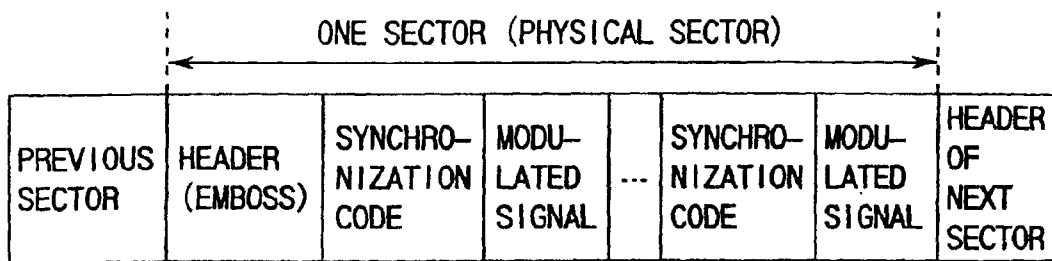 ONE SECTOR (PHYSICAL SECTOR)
PREVIOUS
SECTOR
HEADER
(EMBOSS)
SYNCHRO-
NIZATION
CODE
MODU-
LATED
SIGNAL
...
SYNCHRO-
NIZATION
CODE
MODU-
LATED
SIGNAL
HEADER
OF
NEXT
SECTOR